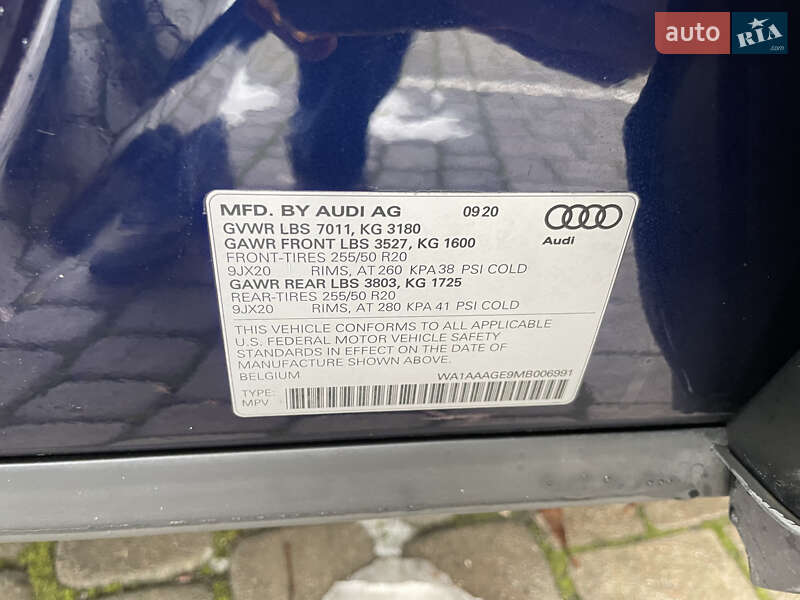 auto RIA.com
MFD. BY AUDI AG 09 20
GVWR LBS 7011, KG 3180
GAWR FRONT LBS 3527, KG 1600
Audi
FRONT-TIRES 255/50 R20
9JX20 RIMS, AT 260 KPA 38 PSI COLD
GAWR REAR LBS 3803, KG 1725
REAR-TIRES 255/50 R20
9JX20 RIMS, AT 280 KPA 41 PSI COLD
THIS VEHICLE CONFORMS TO ALL APPLICABLE
U.S. FEDERAL MOTOR VEHICLE SAFETY
STANDARDS IN EFFECT ON THE DATE OF
MANUFACTURE SHOWN ABOVE.
BELGIUM WA1AAAGE9MB006991
TYPE:
MPV